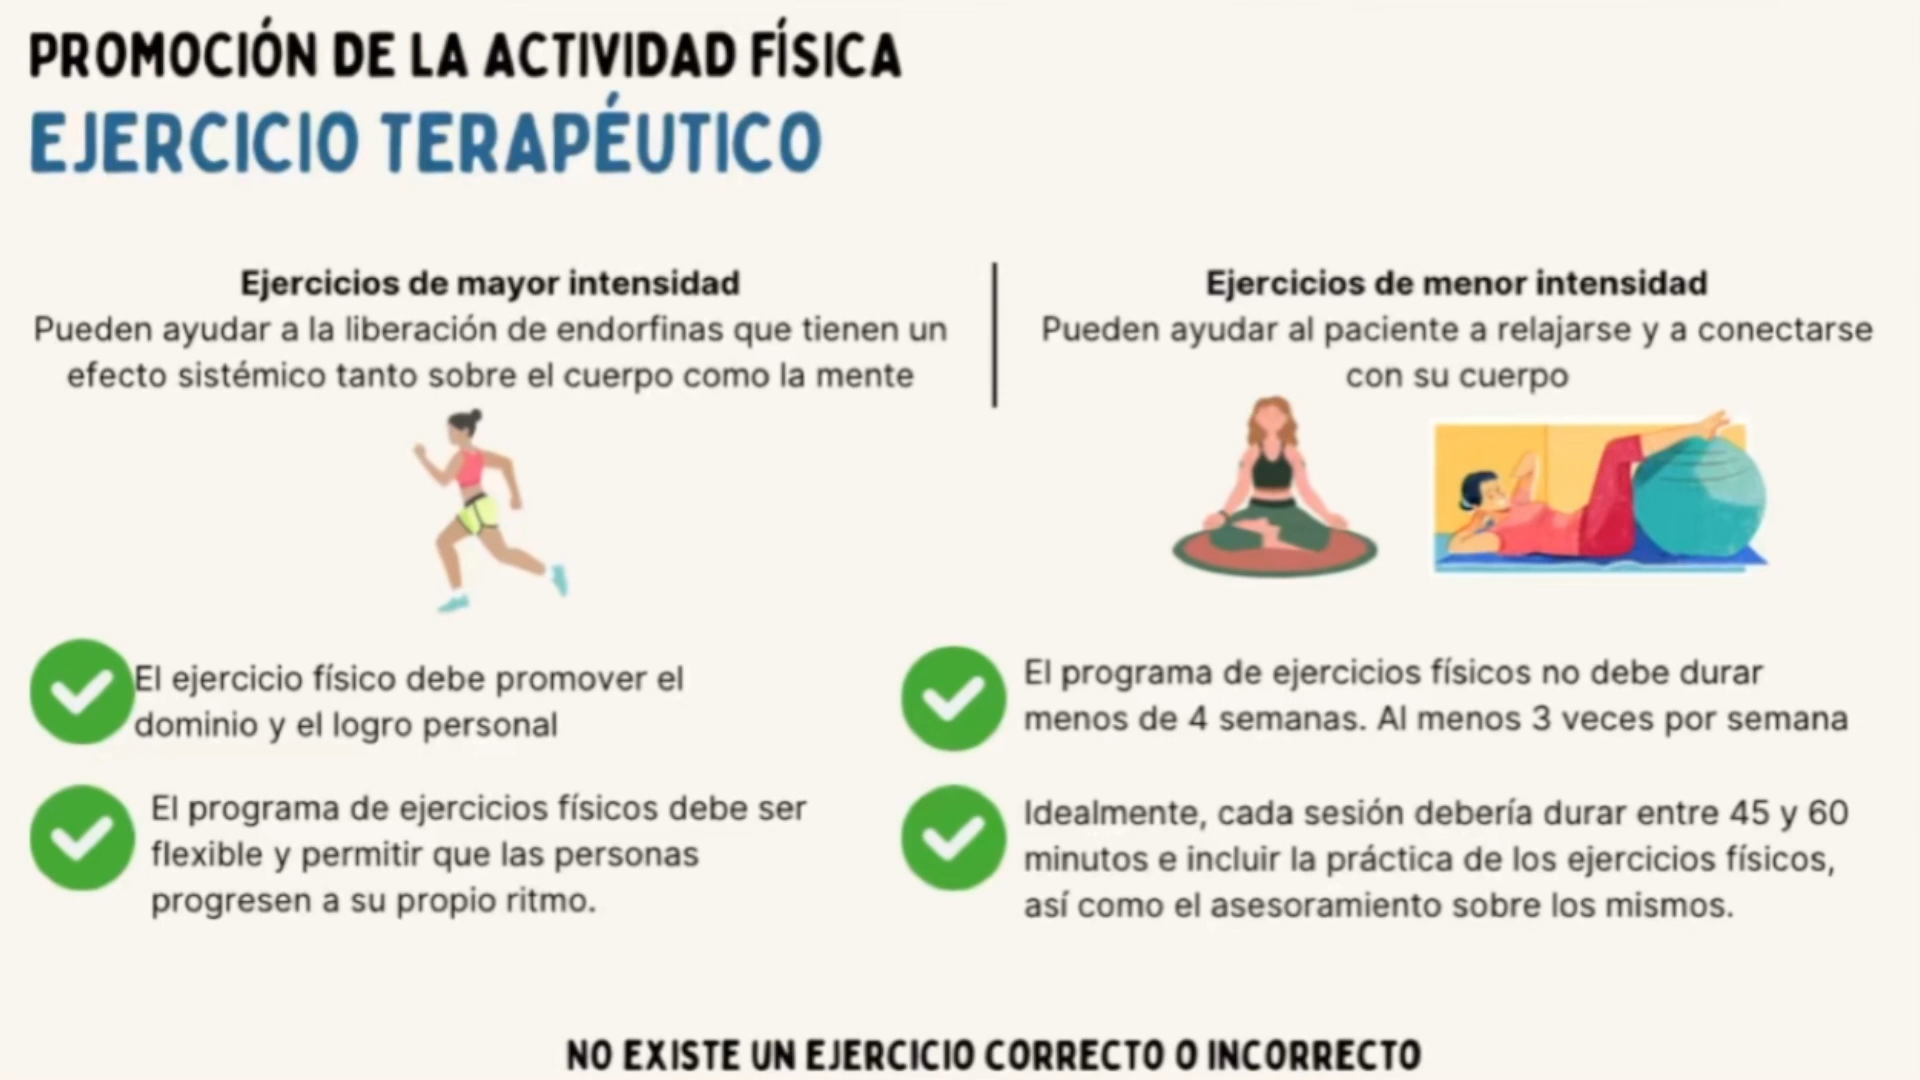 PROMOCIÓN DE LA ACTIVIDAD FÍSICA
EJERCICIO TERAPÉUTICO
Ejercicios de mayor intensidad
Pueden ayudar a la liberación de endorfinas que tienen un
efecto sistémico tanto sobre el cuerpo como la mente
Ejercicios de menor intensidad
Pueden ayudar al paciente a relajarse y a conectarse
con su cuerpo
El ejercicio físico debe promover el
dominio y el logro personal
El programa de ejercicios físicos debe ser
flexible y permitir que las personas
progresen a su propio ritmo.
El programa de ejercicios físicos no debe durar
menos de 4 semanas. Al menos 3 veces por semana
Idealmente, cada sesión debería durar entre 45 y 60
minutos e incluir la práctica de los ejercicios físicos,
así como el asesoramiento sobre los mismos.
NO EXISTE UN EJERCICIO CORRECTO O INCORRECTO